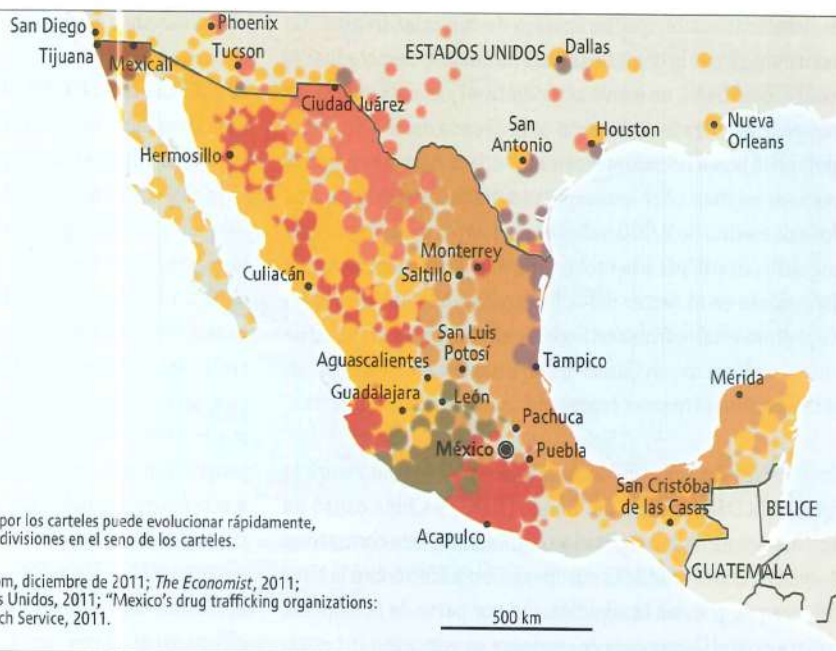 San Diego
Phoenix
Tijuana
Mexicali
Tucson
ESTADOS UNIDOS
Dallas
Ciudad Juárez
San
Antonio
Houston
Nueva
Orleans
Hermosillo
Monterrey
Saltillo
Culiacán
San Luis
Potosí
Aguascalientes
Tampico
Guadalajara
León
Mérida
Pachuca
México
Puebla
San Cristóbal
de las Casas
BELICE
Acapulco
GUATEMALA
por los carteles puede evolucionar rápidamente,
divisiones en el seno de los carteles.
om, diciembre de 2011; The Economist, 2011;
s Unidos, 2011; “Mexico's drug trafficking organizations:
ch Service, 2011.
500 km